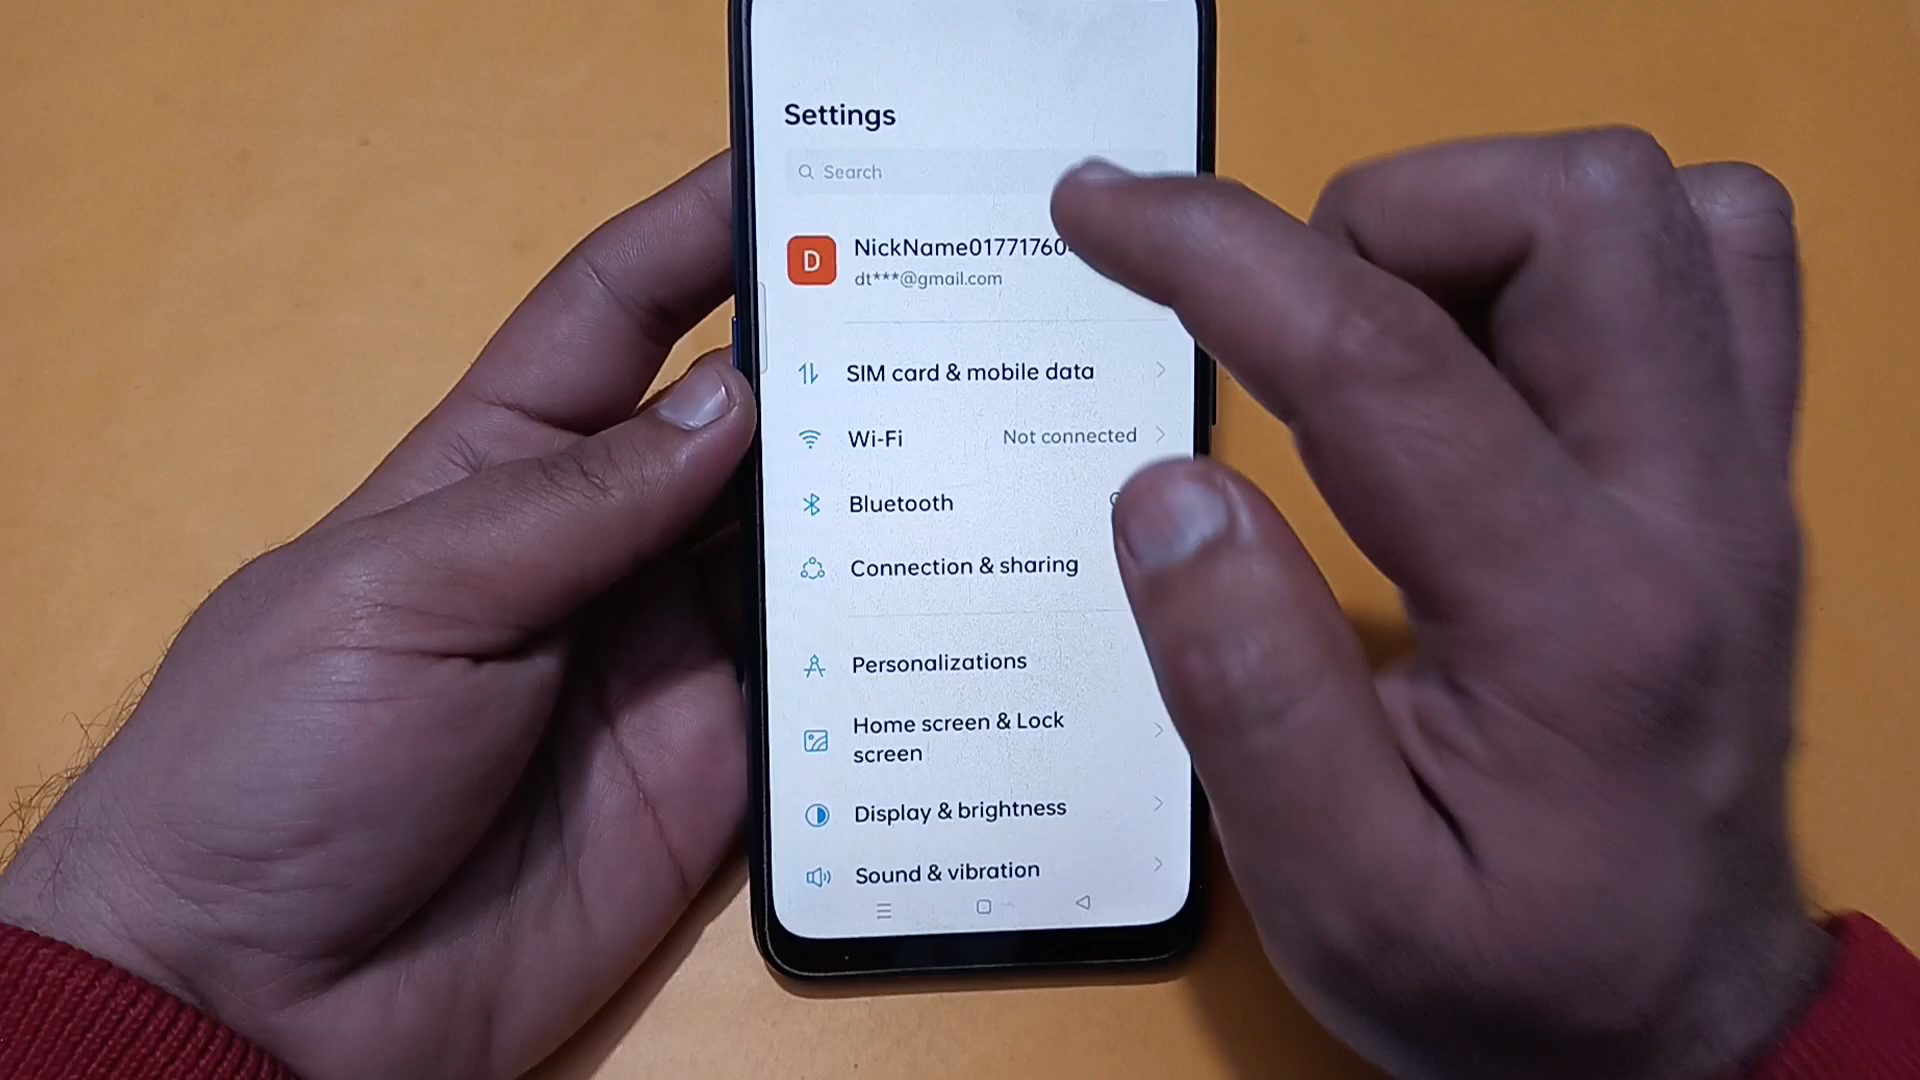 Settings
Search
D
NickName01771760
dt***@gmail.com
SIM card & mobile data
Wi-Fi
Not connected
Bluetooth
Connection & sharing
Personalizations
Home screen & Lock
screen
Display & brightness
Sound & vibration